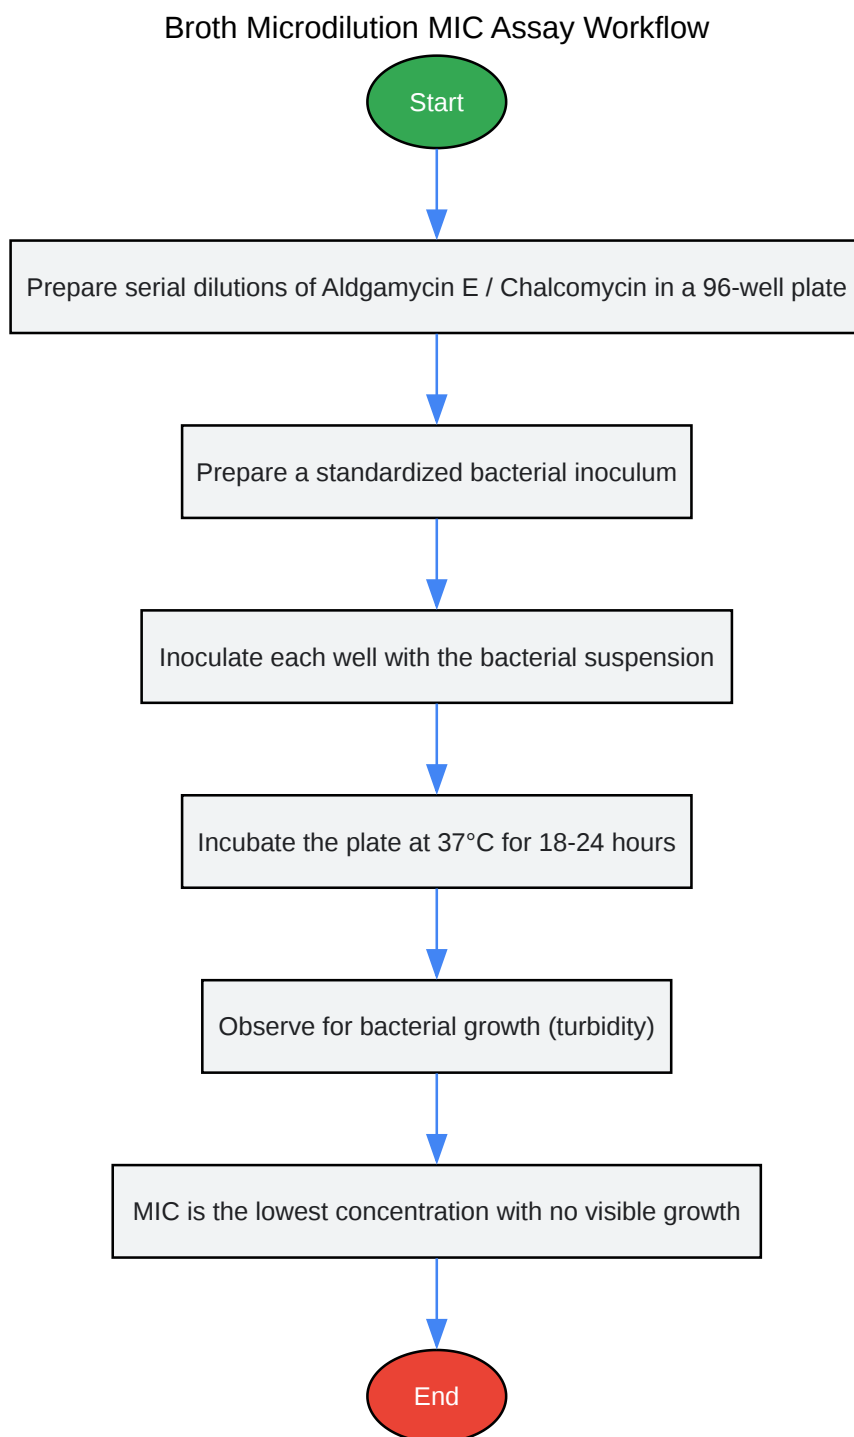 Broth Microdilution MIC Assay Workflow
Start
Prepare serial dilutions of Aldgamycin E / Chalcomycin in a 96-well plate
Prepare a standardized bacterial inoculum
Inoculate each well with the bacterial suspension
Incubate the plate at 37°C for 18-24 hours
Observe for bacterial growth (turbidity)
MIC is the lowest concentration with no visible growth
End